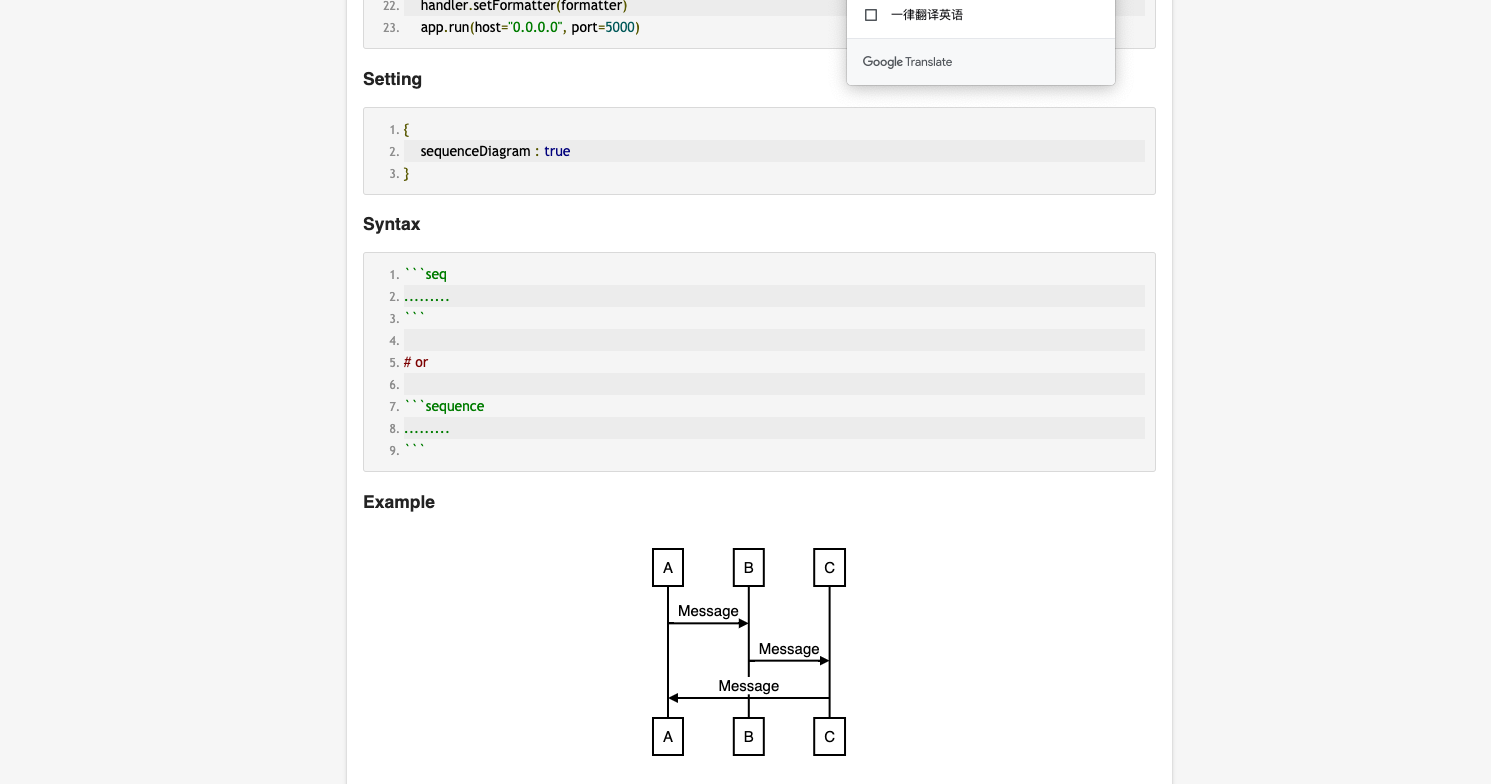 22. handler.setFormatter(formatter)
23. app.run(host="0.0.0.0", port=5000)
一律翻译英语
Google Translate
Setting
1. {
2. sequenceDiagram : true
3. }
Syntax
1. ```seq
2. .........
3. ```
4.
5. # or
6.
7. ```sequence
8. .........
9. ```
Example
A B C
Message
Message
Message
A B C